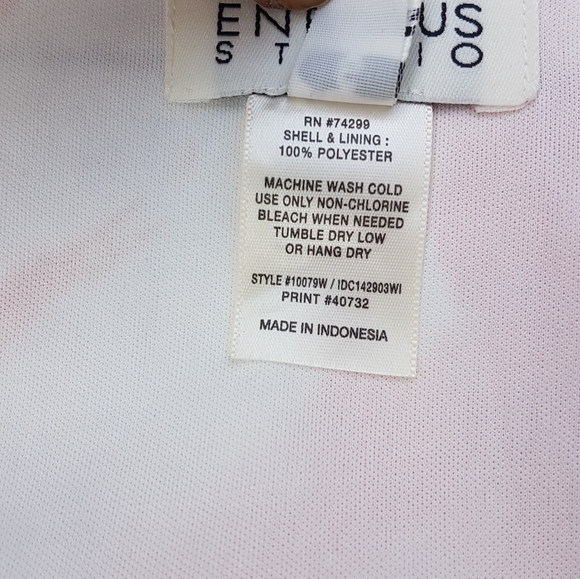 RN #74299
SHELL & LINING :
100% POLYESTER
MACHINE WASH COLD
USE ONLY NON-CHLORINE
BLEACH WHEN NEEDED
TUMBLE DRY LOW
OR HANG DRY
STYLE #10079W / IDC142903WI
PRINT #40732
MADE IN INDONESIA